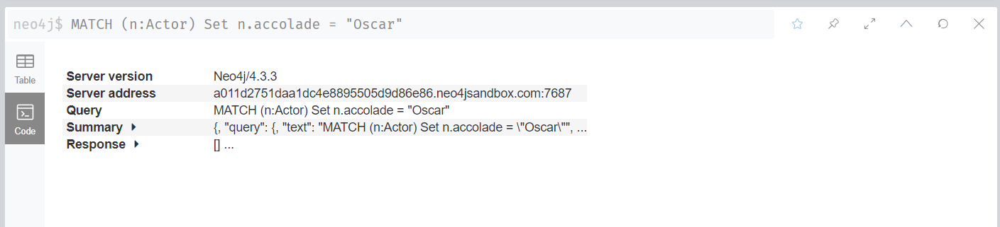 neo4j$ MATCH (n:Actor) Set n.accolade = "Oscar"
Table
Code
Server version Neo4j/4.3.3
Server address a011d2751daa1dc4e8895505d9d86e86.neo4jsandbox.com:7687
Query MATCH (n:Actor) Set n.accolade = "Oscar"
Summary {, "query": {, "text": "MATCH (n:Actor) Set n.accolade = \"Oscar\"", ...
Response [] ...